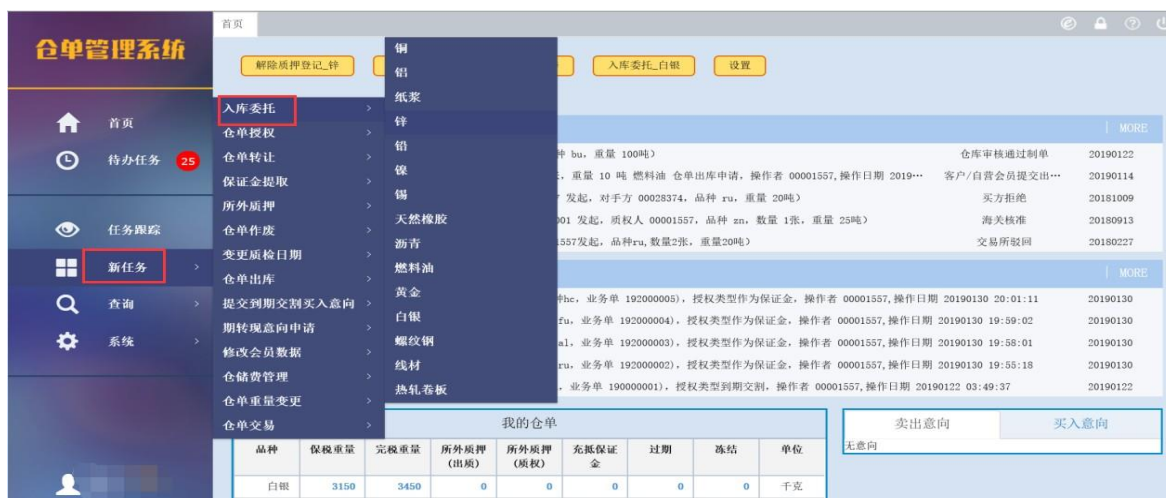 首页
仓单管理系统
首页
待办任务 25
任务跟踪
新任务
查询
系统
解除质押登记_锌
入库委托_白银
设置
入库委托
仓单授权
仓单转让
保证金提取
所外质押
仓单作废
变更质检日期
仓单出库
提交到期交割买入意向
期转现意向申请
修改会员数据
仓储费管理
仓单重量变更
仓单交易
铜
铝
纸浆
锌
铅
镍
锡
天然橡胶
沥青
燃料油
黄金
白银
螺纹钢
线材
热轧卷板
| MORE
bu，重量 100吨） 仓库审核通过制单 20190122
，重量 10 吨 燃料油 仓单出库申请，操作者 00001557,操作日期 2019… 客户/自营会员提交出… 20190114
发起，对手方 00028374，品种 ru，重量 20吨） 买方拒绝 20181009
001 发起，质权人 00001557，品种 zn，数量 1张，重量 25吨） 海关核准 20180913
1557发起，品种ru,数量2张，重量20吨） 交易所驳回 20180227
| MORE
hc，业务单 192000005），授权类型作为保证金，操作者 00001557,操作日期 20190130 20:01:11 20190130
fu，业务单 192000004），授权类型作为保证金，操作者 00001557,操作日期 20190130 19:59:02 20190130
al，业务单 192000003），授权类型作为保证金，操作者 00001557,操作日期 20190130 19:58:01 20190130
ru，业务单 192000002），授权类型作为保证金，操作者 00001557,操作日期 20190130 19:55:18 20190130
，业务单 190000001），授权类型到期交割，操作者 00001557,操作日期 20190122 03:49:37 20190122
我的仓单
品种 保税重量 完税重量 所外质押(出质) 所外质押(质权) 充抵保证金 过期 冻结 单位
白银 3150 3450 0 0 0 0 0 千克
卖出意向 买入意向
无意向